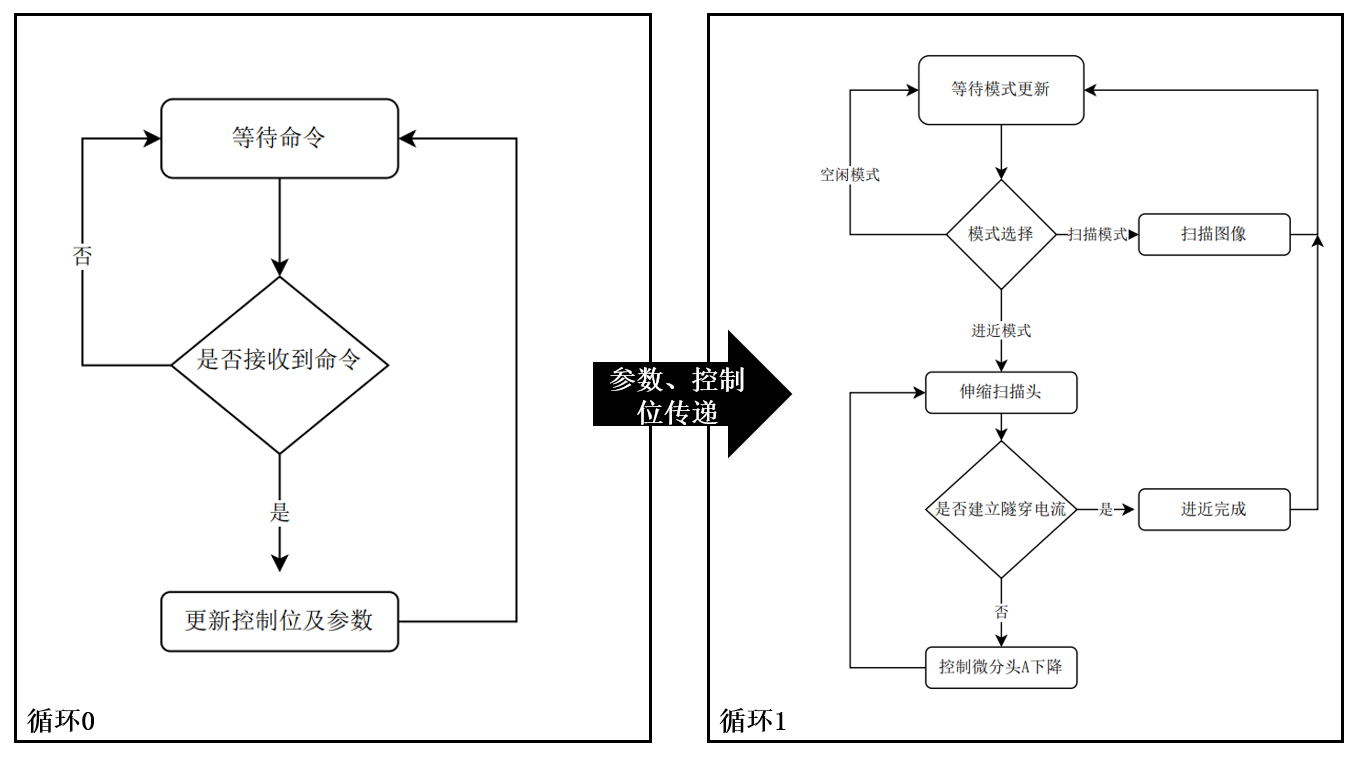 等待命令
否
是否接收到命令
是
更新控制位及参数
循环0
参数、控制
位传递
等待模式更新
空闲模式
模式选择
扫描模式
扫描图像
进近模式
伸缩扫描头
是否建立隧穿电流
是
进近完成
否
控制微分头A下降
循环1